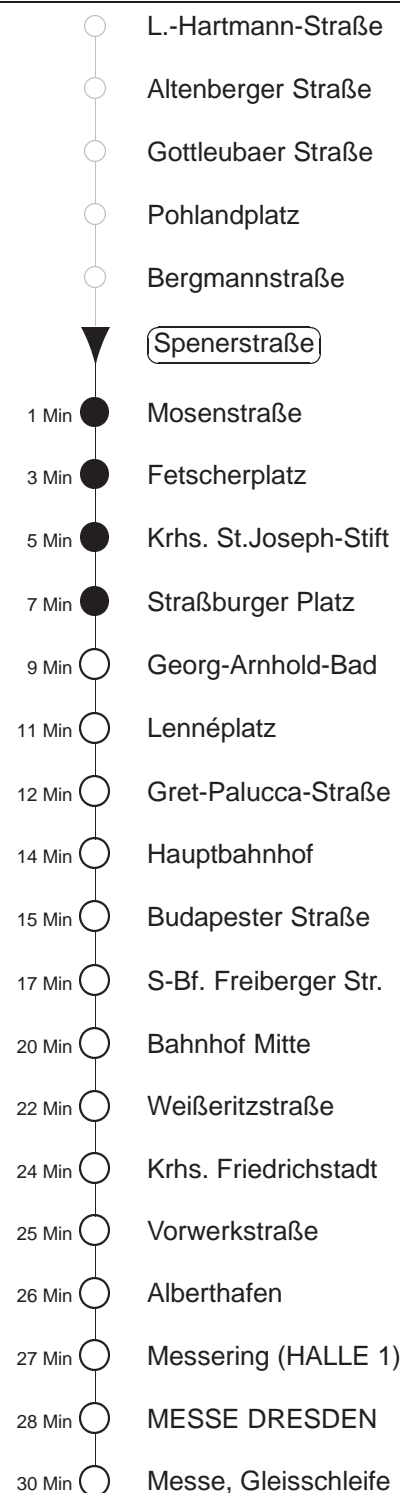 L.-Hartmann-Straße
Altenberger Straße
Gottleubaer Straße
Pohlandplatz
Bergmannstraße
Spenerstraße
1 Min Mosenstraße
3 Min Fetscherplatz
5 Min Krhs. St.Joseph-Stift
7 Min Straßburger Platz
9 Min Georg-Arnhold-Bad
11 Min Lennéplatz
12 Min Gret-Palucca-Straße
14 Min Hauptbahnhof
15 Min Budapester Straße
17 Min S-Bf. Freiberger Str.
20 Min Bahnhof Mitte
22 Min Weißeritzstraße
24 Min Krhs. Friedrichstadt
25 Min Vorwerkstraße
26 Min Alberthafen
27 Min Messering (HALLE 1)
28 Min MESSE DRESDEN
30 Min Messe, Gleisschleife